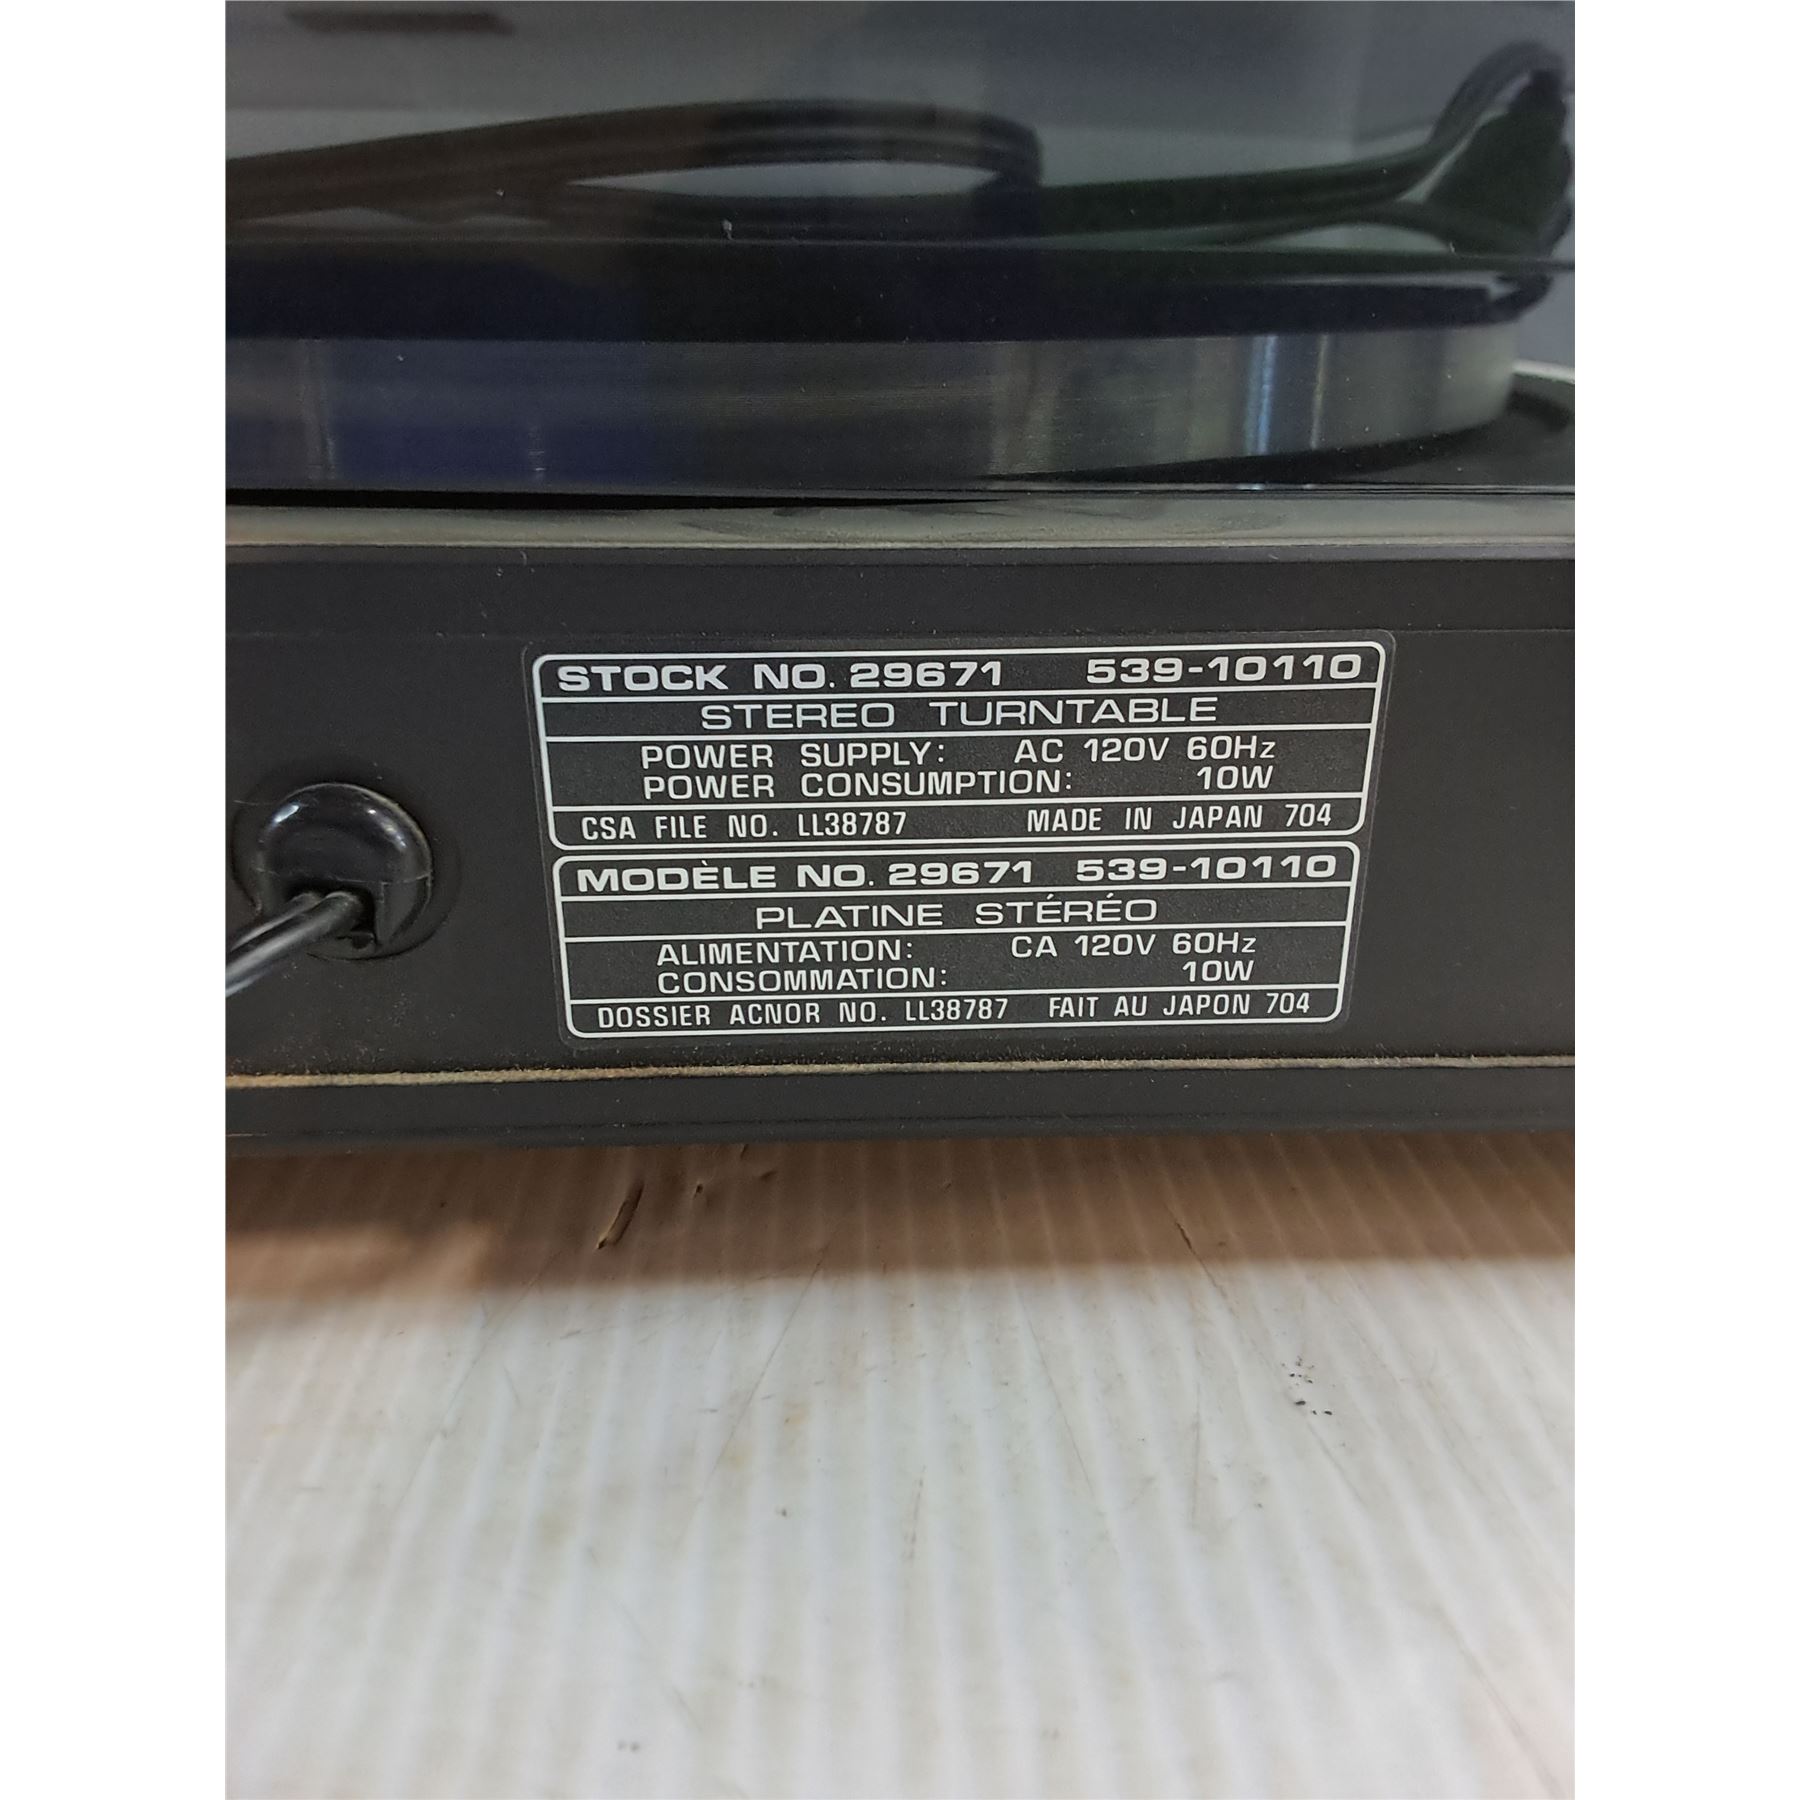 STOCK NO. 29671 539-10110
STEREO TURNTABLE
POWER SUPPLY: AC 120V 60Hz
POWER CONSUMPTION: 10W
CSA FILE NO. LL38787 MADE IN JAPAN 704
MODÈLE NO. 29671 539-10110
PLATINE STÉRÉO
ALIMENTATION: CA 120V 60Hz
CONSOMMATION: 10W
DOSSIER ACNOR NO. LL38787 FAIT AU JAPON 704